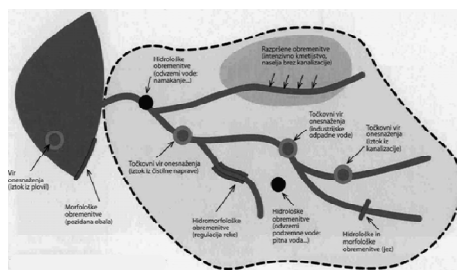 Hidrološke
obremenitve
(odvzemi vode:
namakanje...)
Razpršene obremenitve
(intenzivno kmetijstvo,
naselja brez kanalizacije)
Točkovni vir
onesnaženja
(industrijske
odpadne vode)
Točkovni vir
onesnaženja
(iztok iz
kanalizacije)
Točkovni vir onesnaženja
(iztok iz čistilne naprave)
Vir
onesnaženja
(iztok iz plovil)
Morfološke
obremenitve
(pozidana obala)
Hidromorfološke
obremenitve
(regulacija reke)
Hidrološke
obremenitve
(odvzemi
podzemne vode:
pitna voda...)
Hidrološke in
morfološke
obremenitve (jez)